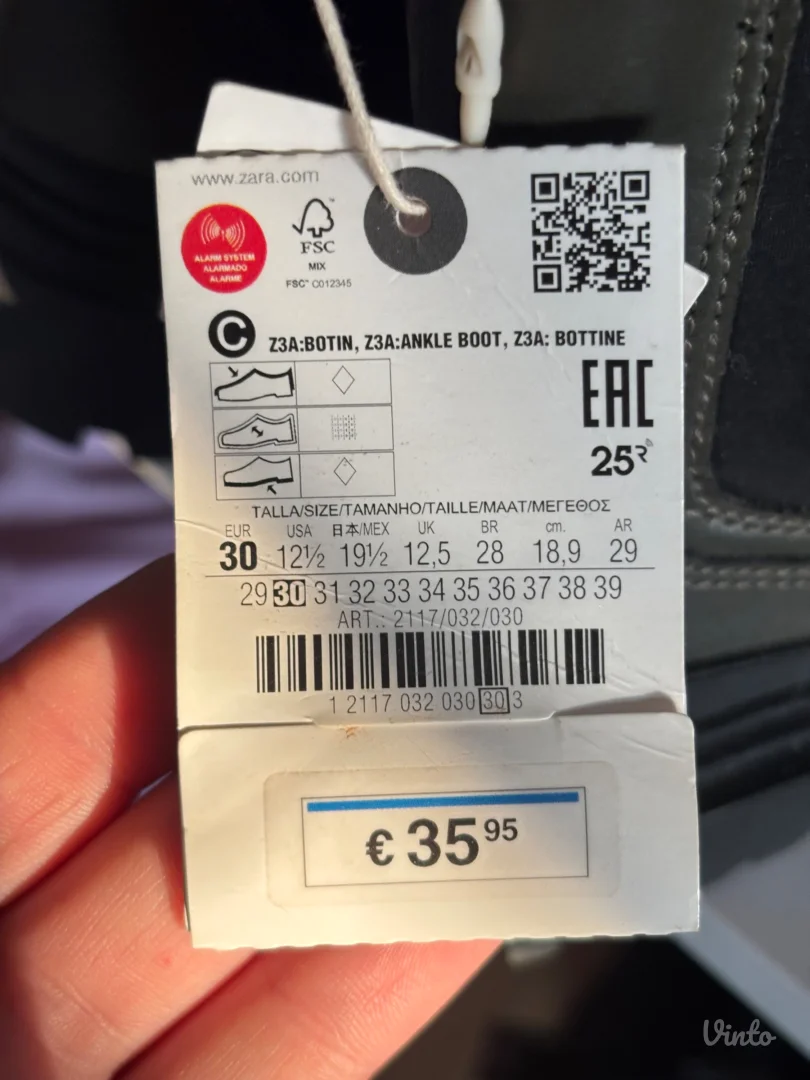 www.zara.com
ALARM SYSTEM
ALARMADO
ALARME
FSC
MIX
FSC™ C012345
C Z3A:BOTIN, Z3A:ANKLE BOOT, Z3A: BOTTINE
EAC
25
TALLA/SIZE/TAMANHO/TAILLE/MAAT/ΜΕΓΕΘΟΣ
EUR USA 日本/MEX UK BR cm. AR
30 12½ 19½ 12,5 28 18,9 29
29 30 31 32 33 34 35 36 37 38 39
ART.: 2117/032/030
1 2117 032 030 30 3
€ 35 95
Vinto